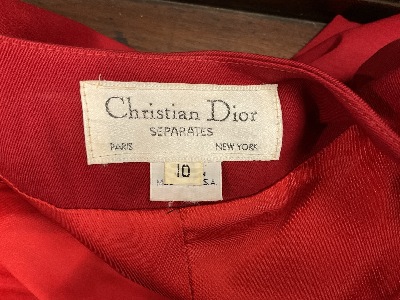 Christian Dior
SEPARATES
PARIS NEW YORK
10